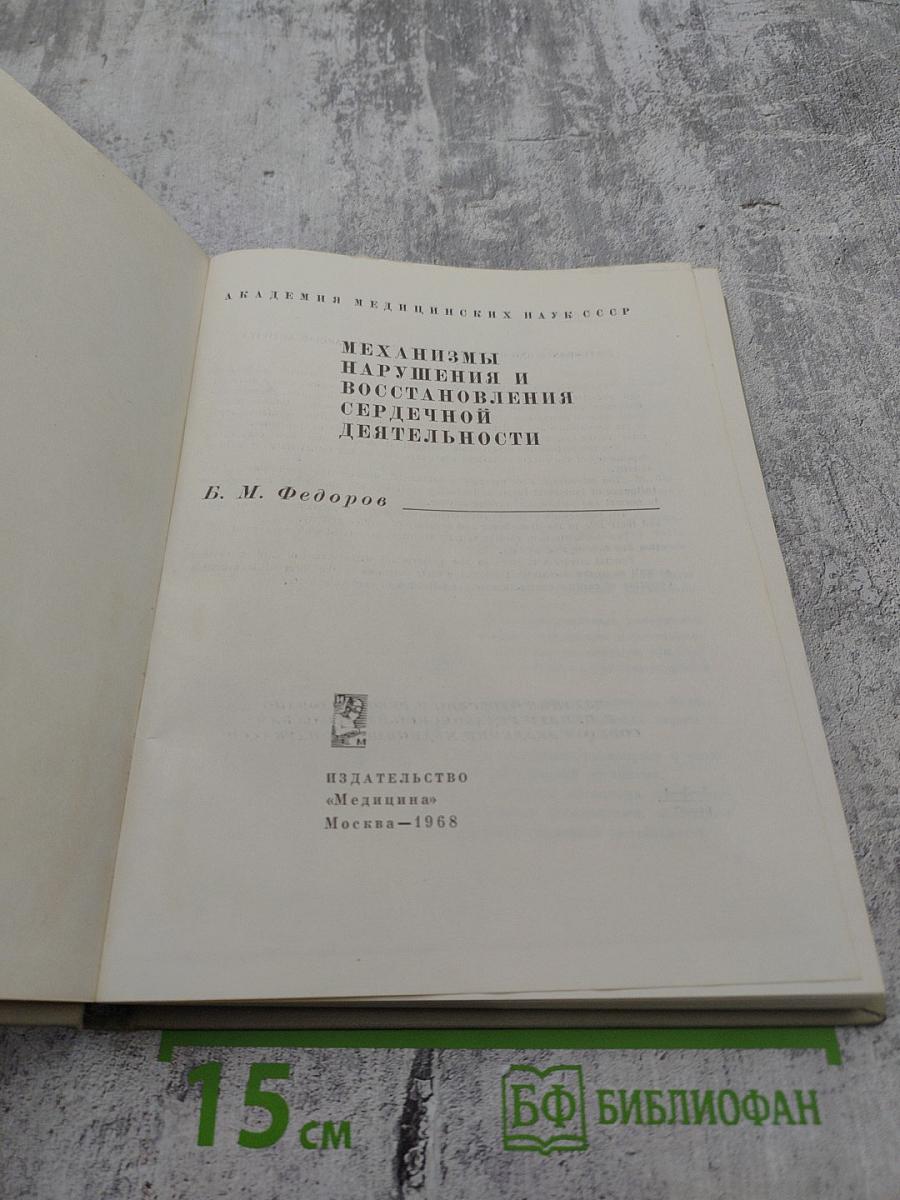 АКАДЕМИЯ МЕДИЦИНСКИХ НАУК СССР
МЕХАНИЗМЫ
НАРУШЕНИЯ И
ВОССТАНОВЛЕНИЯ
СЕРДЕЧНОЙ
ДЕЯТЕЛЬНОСТИ
Б. М. Федоров
ИЗДАТЕЛЬСТВО
«Медицина»
Москва—1968
15 см
БФ БИБЛИОФАН